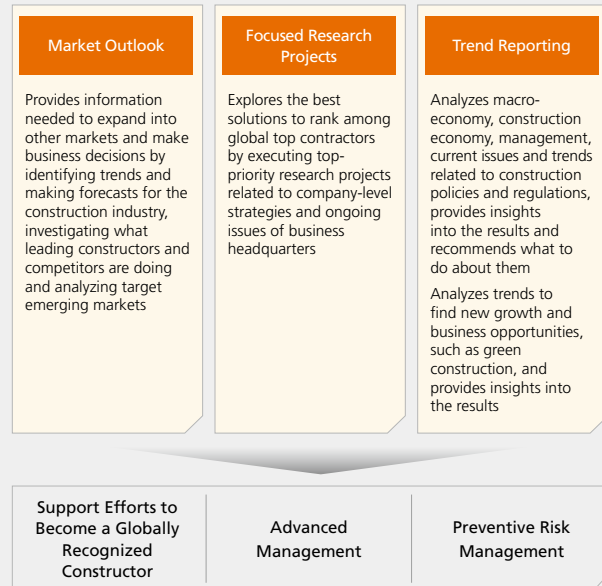 Market Outlook
Provides information
needed to expand into
other markets and make
business decisions by
identifying trends and
making forecasts for the
construction industry,
investigating what
leading constructors and
competitors are doing
and analyzing target
emerging markets
Focused Research
Projects
Explores the best
solutions to rank among
global top contractors
by executing top-
priority research projects
related to company-level
strategies and ongoing
issues of business
headquarters
Trend Reporting
Analyzes macro-
economy, construction
economy, management,
current issues and trends
related to construction
policies and regulations,
provides insights
into the results and
recommends what to
do about them
Analyzes trends to
find new growth and
business opportunities,
such as green
construction, and
provides insights into
the results
Support Efforts to
Become a Globally
Recognized
Constructor
Advanced
Management
Preventive Risk
Management